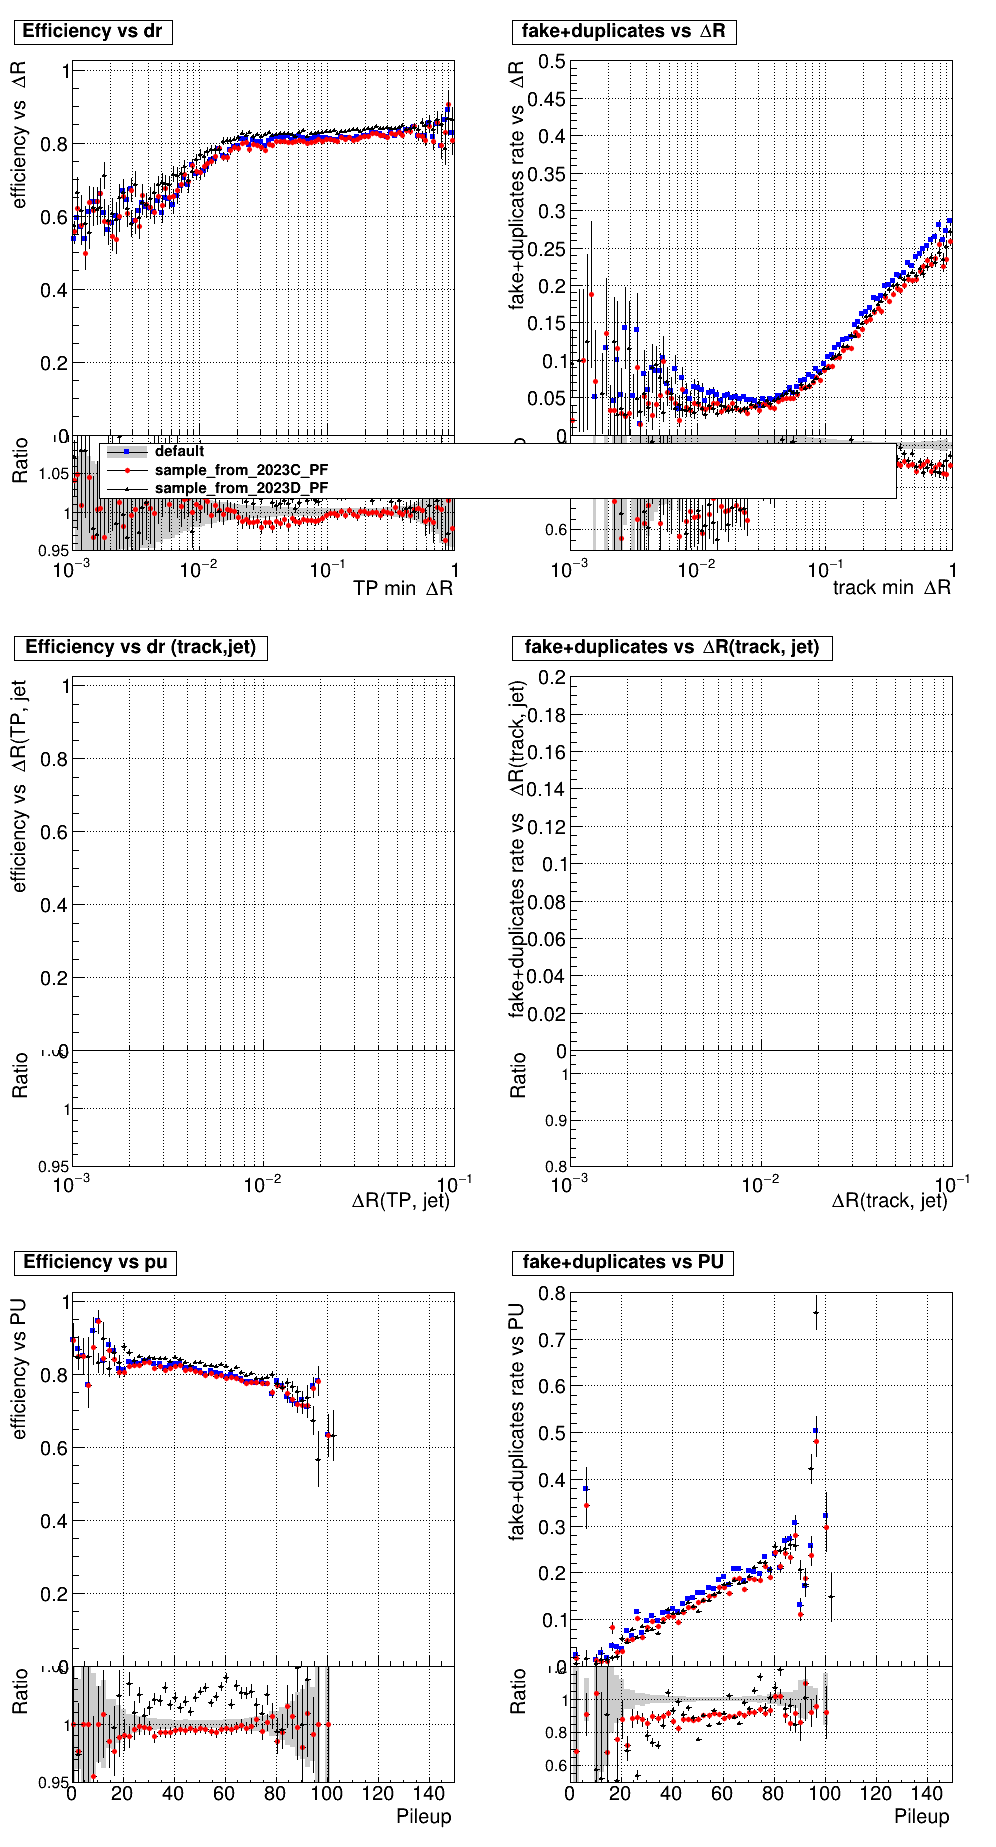 Efficiency vs dr
fake+duplicates vs ΔR
efficiency vs ΔR
1
0.8
0.6
0.4
0.2
0
Ratio
1.05
1
0.95
10⁻³ 10⁻² 10⁻¹ 1
TP min ΔR
fake+duplicates rate vs ΔR
0.5
0.45
0.4
0.35
0.3
0.25
0.2
0.15
0.1
0.05
0
0.6
10⁻³ 10⁻² 10⁻¹ 1
track min ΔR
default
sample_from_2023C_PF
sample_from_2023D_PF
Efficiency vs dr (track,jet)
fake+duplicates vs ΔR(track, jet)
efficiency vs ΔR(TP, jet
1
0.8
0.6
0.4
0.2
0
Ratio
1
0.95
10⁻³ 10⁻² 10⁻¹
ΔR(TP, jet)
fake+duplicates rate vs ΔR(track, jet)
0.2
0.18
0.16
0.14
0.12
0.1
0.08
0.06
0.04
0.02
0
Ratio
1
0.9
0.8
10⁻³ 10⁻² 10⁻¹
ΔR(track, jet)
Efficiency vs pu
fake+duplicates vs PU
efficiency vs PU
1
0.8
0.6
0.4
0.2
0
Ratio
1
0.95
0 20 40 60 80 100 120 140
Pileup
fake+duplicates rate vs PU
0.8
0.7
0.6
0.5
0.4
0.3
0.2
0.1
0
Ratio
1
0.8
0.6
0 20 40 60 80 100 120 140
Pileup